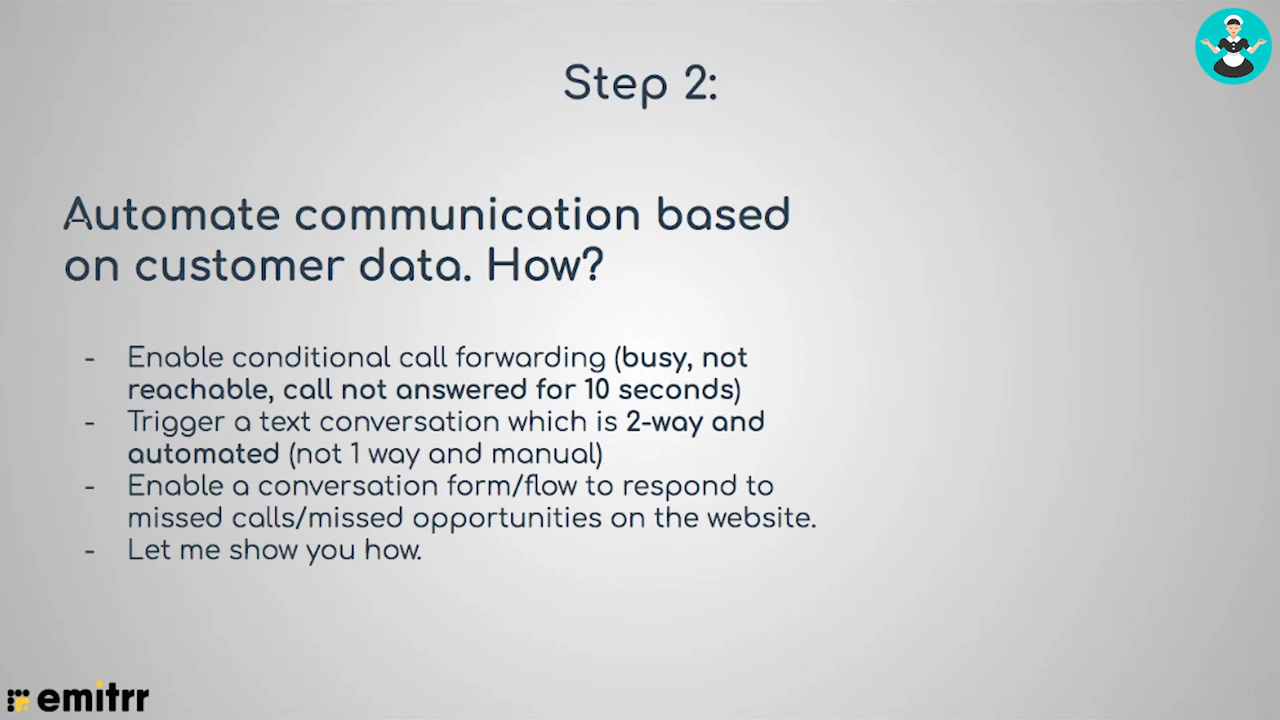 Step 2:
Automate communication based
on customer data. How?
- Enable conditional call forwarding (busy, not
reachable, call not answered for 10 seconds)
- Trigger a text conversation which is 2-way and
automated (not 1 way and manual)
- Enable a conversation form/flow to respond to
missed calls/missed opportunities on the website.
- Let me show you how.
emitrr